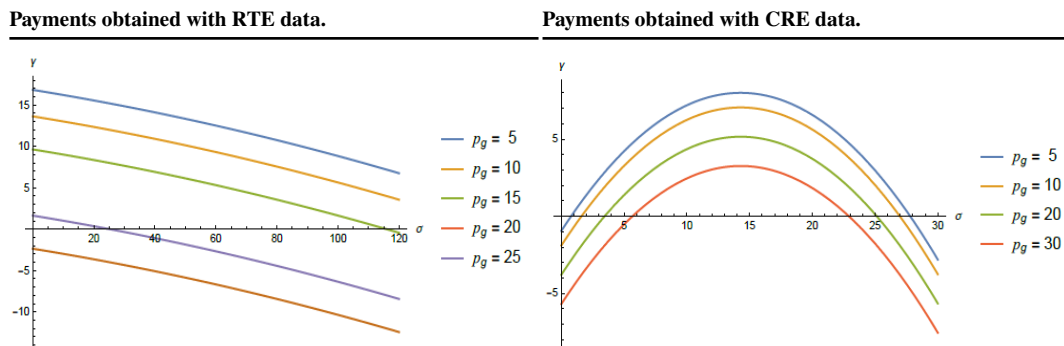 Payments obtained with RTE data.
γ
15
10
5
-5
-10
20
40
60
80
100
120
σ
p_g = 5
p_g = 10
p_g = 15
p_g = 20
p_g = 25
Payments obtained with CRE data.
γ
5
-5
5
10
15
20
25
30
σ
p_g = 5
p_g = 10
p_g = 20
p_g = 30